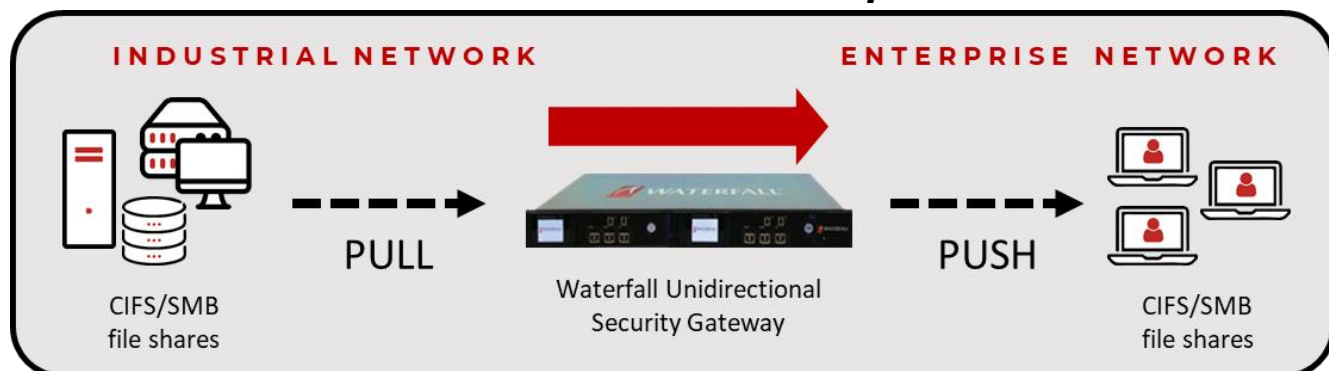 INDUSTRIAL NETWORK
ENTERPRISE NETWORK
WATERFALL
PULL
PUSH
CIFS/SMB
file shares
Waterfall Unidirectional
Security Gateway
CIFS/SMB
file shares